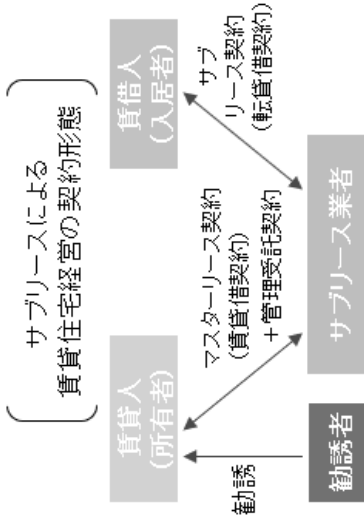 サブリースによる
賃貸住宅経営の契約形態
賃貸人
(所有者)
賃借人
(入居者)
マスターリース契約
(賃貸借契約)
+管理受託契約
サブ
リース契約
(転貸借契約)
勧誘
勧誘者
サブリース業者